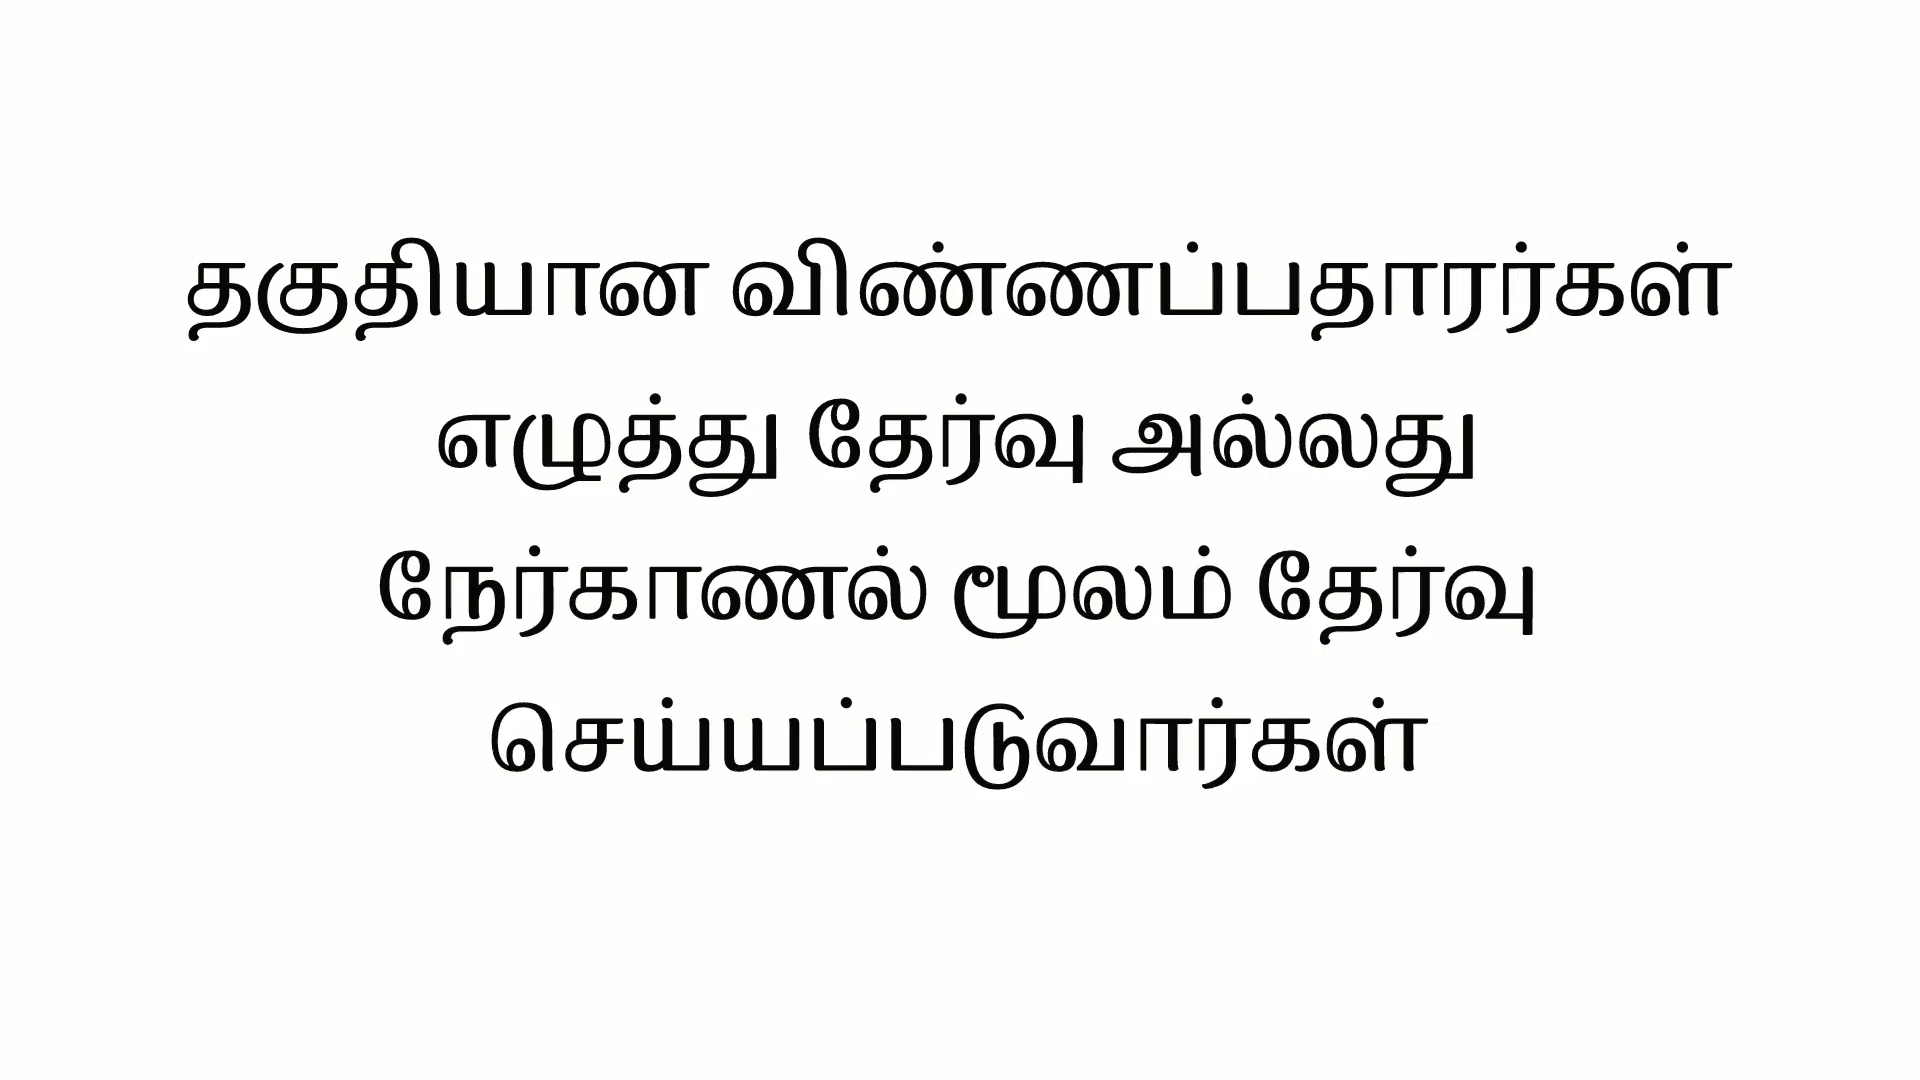 தகுதியான விண்ணப்பதாரர்கள்
எழுத்து தேர்வு அல்லது
நேர்காணல் மூலம் தேர்வு
செய்யப்படுவார்கள்